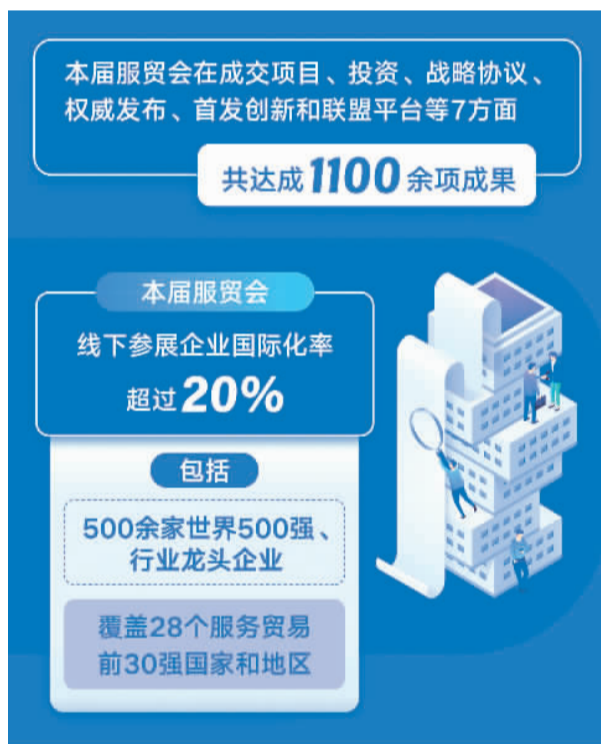 本届服贸会在成交项目、投资、战略协议、
权威发布、首发创新和联盟平台等7方面
共达成1100余项成果
本届服贸会
线下参展企业国际化率
超过20%
包括
500余家世界500强、
行业龙头企业
覆盖28个服务贸易
前30强国家和地区